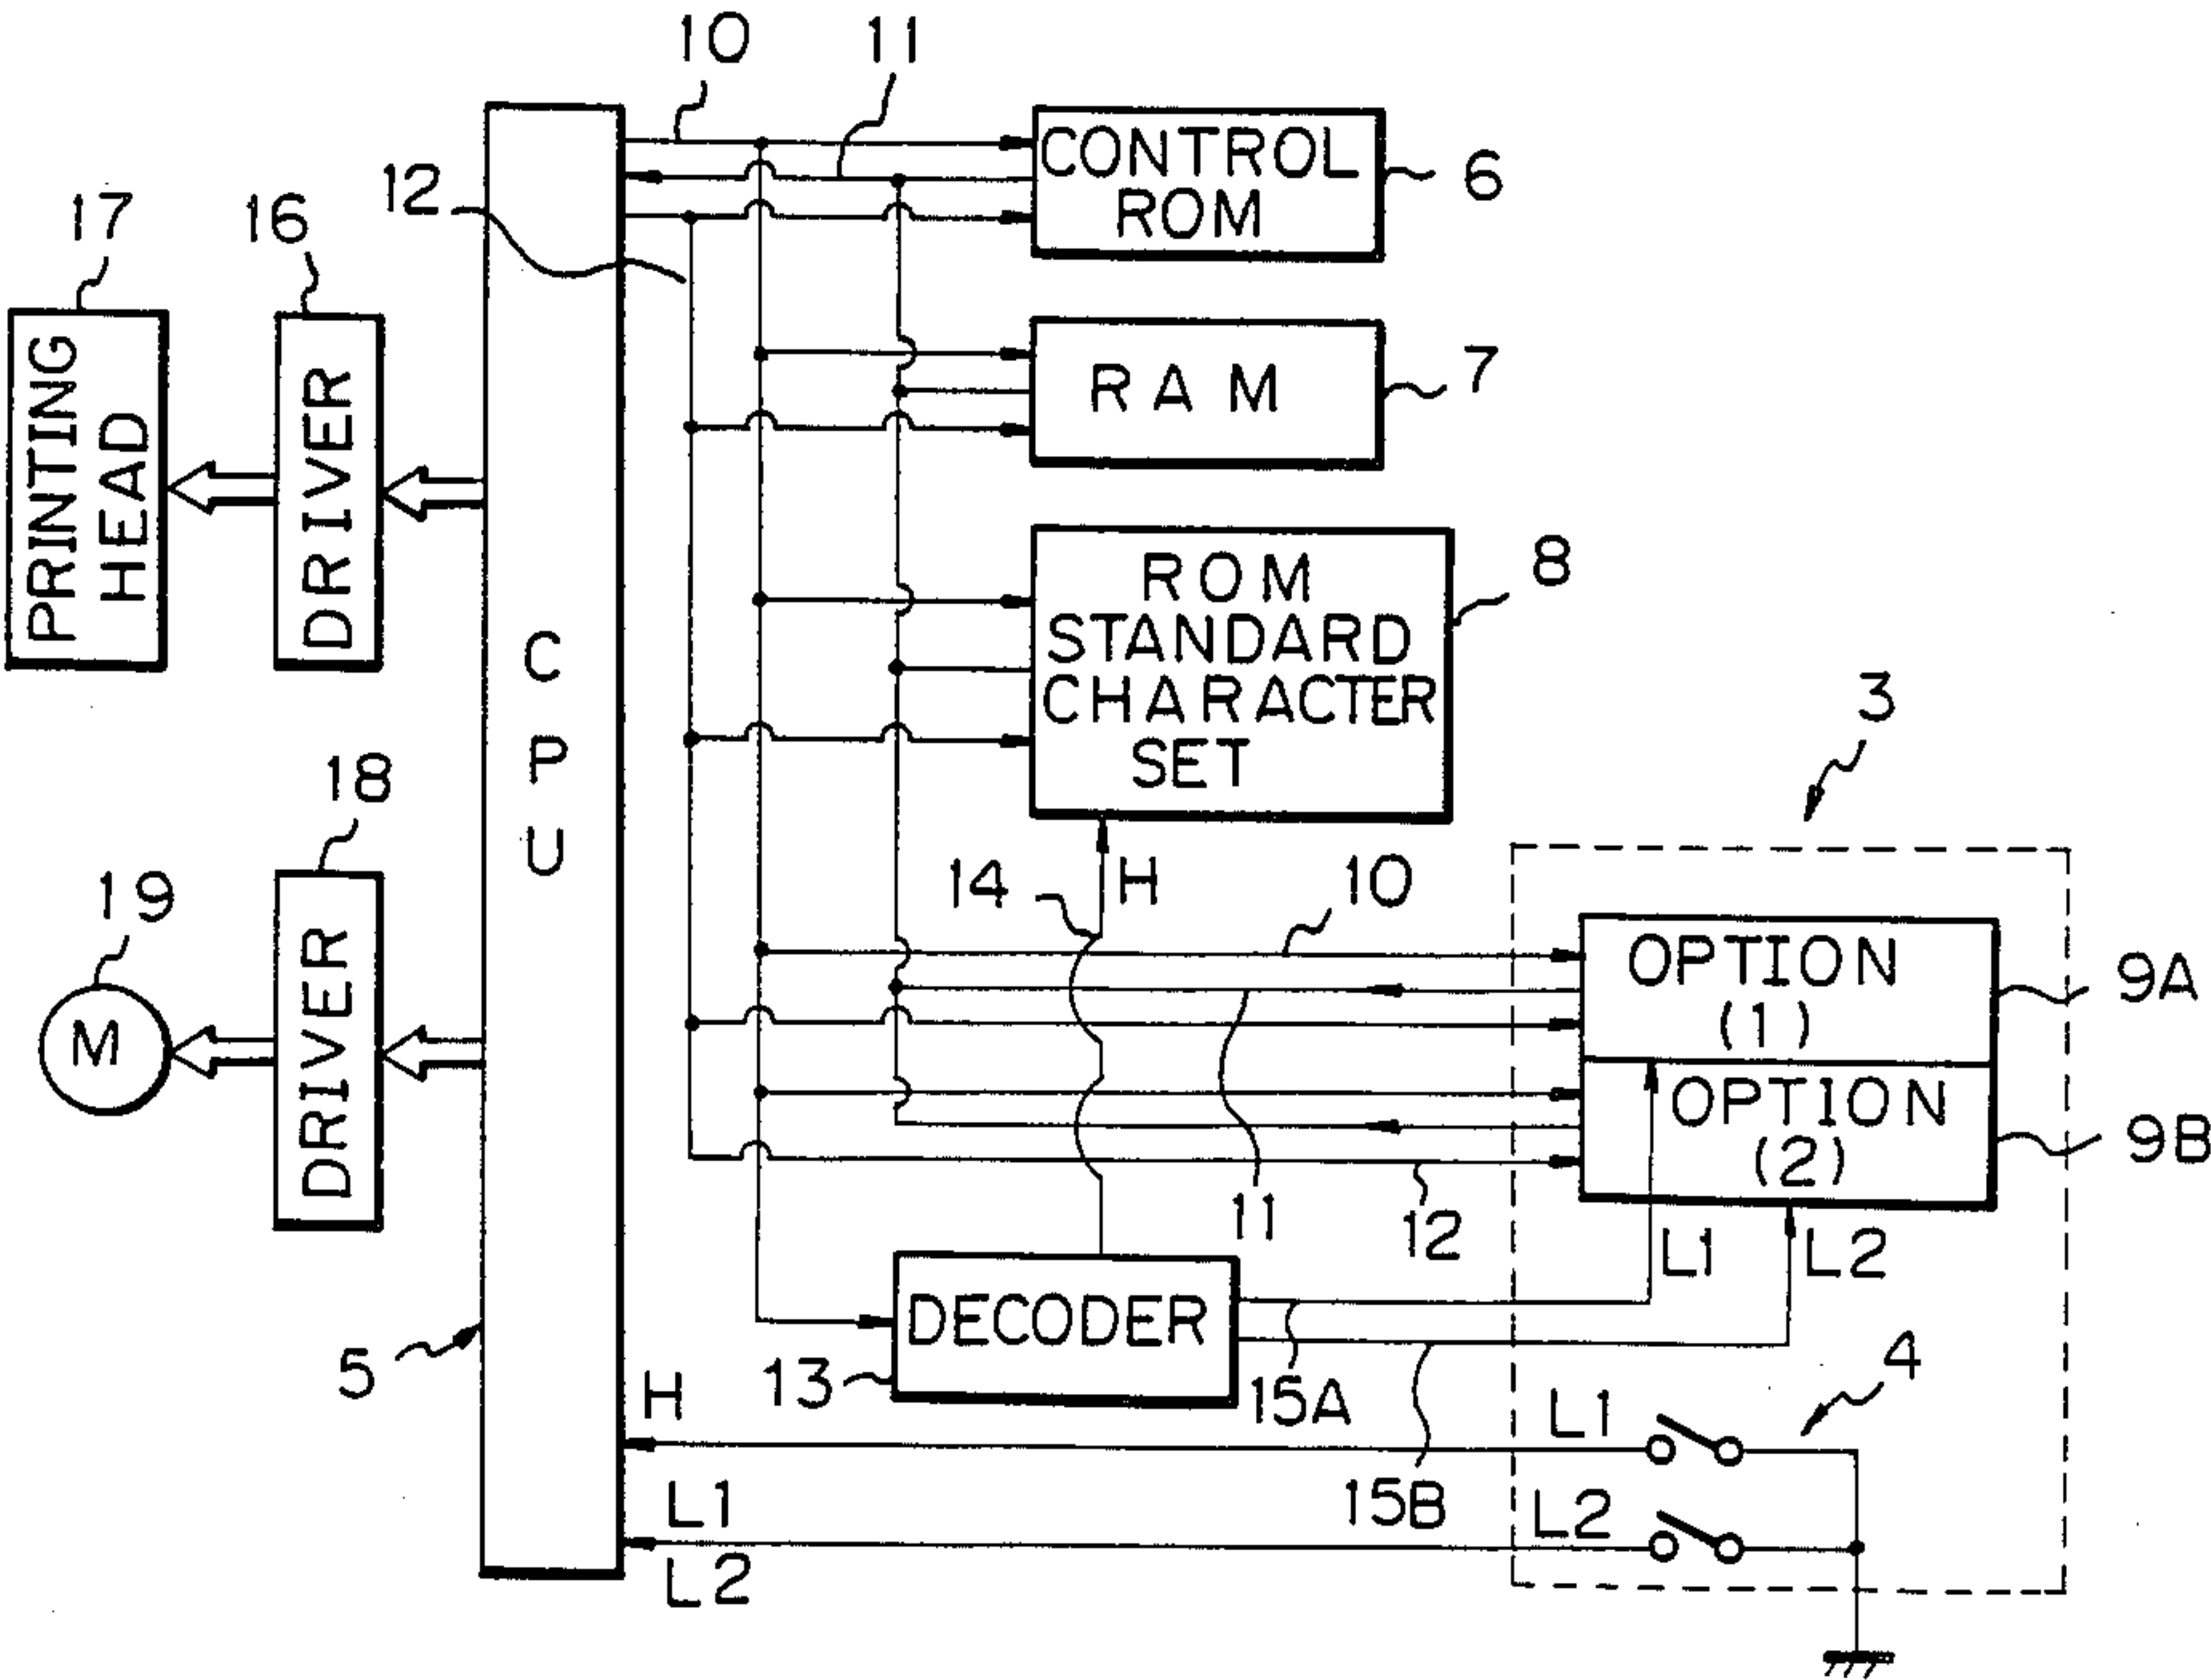 10
11
12
CONTROL
ROM
6
17
16
PRINTING
HEAD
DRIVER
RAM
7
CPU
ROM
STANDARD
CHARACTER
SET
8
3
18
19
M
DRIVER
14
H
10
OPTION
(1)
9A
OPTION
(2)
9B
11
12
L1
L2
DECODER
13
5
15A
15B
4
H
L1
L1
L2
L2